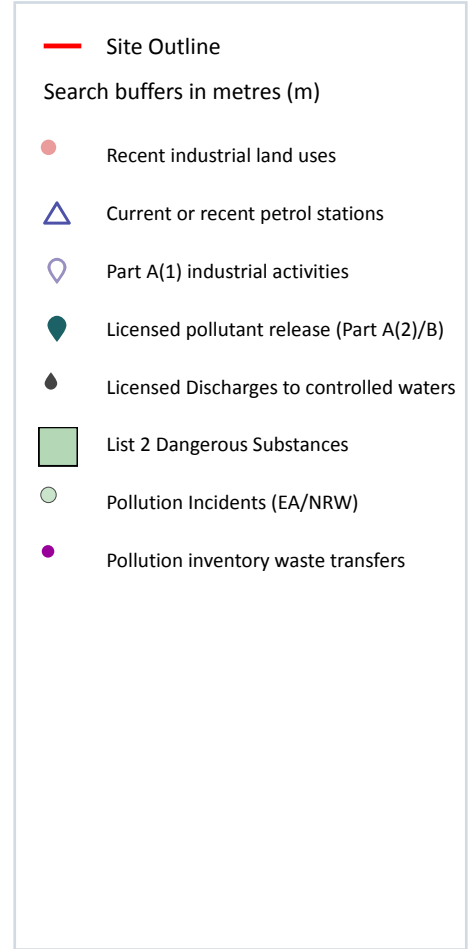 Site Outline
Search buffers in metres (m)
Recent industrial land uses
Current or recent petrol stations
Part A(1) industrial activities
Licensed pollutant release (Part A(2)/B)
Licensed Discharges to controlled waters
List 2 Dangerous Substances
Pollution Incidents (EA/NRW)
Pollution inventory waste transfers